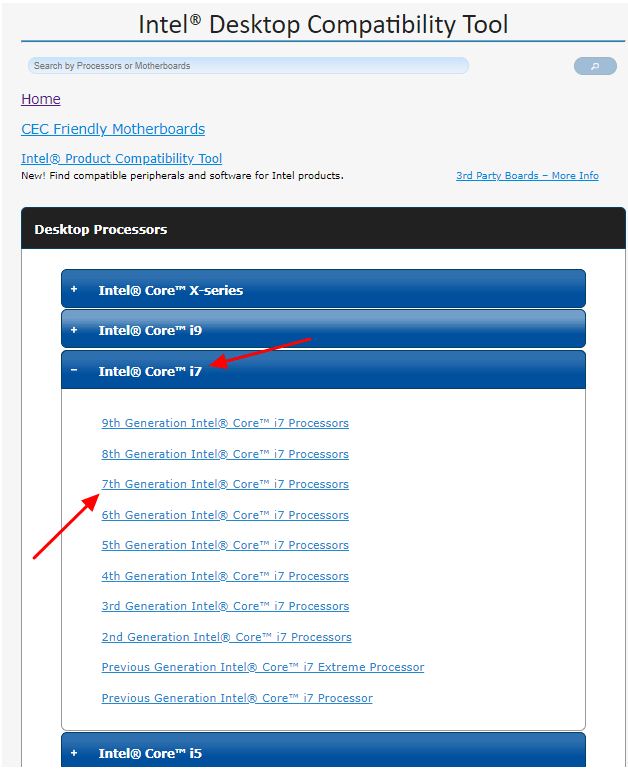 Intel® Desktop Compatibility Tool
Search by Processors or Motherboards
Home
CEC Friendly Motherboards
Intel® Product Compatibility Tool
New! Find compatible peripherals and software for Intel products.
3rd Party Boards – More Info
Desktop Processors
+ Intel® Core™ X-series
+ Intel® Core™ i9
– Intel® Core™ i7
9th Generation Intel® Core™ i7 Processors
8th Generation Intel® Core™ i7 Processors
7th Generation Intel® Core™ i7 Processors
6th Generation Intel® Core™ i7 Processors
5th Generation Intel® Core™ i7 Processors
4th Generation Intel® Core™ i7 Processors
3rd Generation Intel® Core™ i7 Processors
2nd Generation Intel® Core™ i7 Processors
Previous Generation Intel® Core™ i7 Extreme Processor
Previous Generation Intel® Core™ i7 Processor
+ Intel® Core™ i5